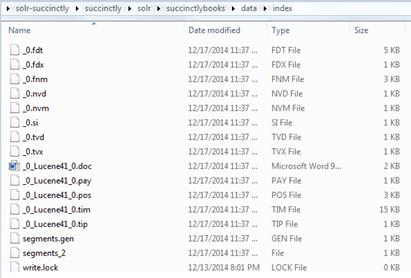 solr-succinctly succinctly solr succinctlybooks data index
Name Date modified Type Size
_0.fdt 12/17/2014 11:37 ... FDT File 5 KB
_0.fdx 12/17/2014 11:37 ... FDX File 1 KB
_0.fnm 12/17/2014 11:37 ... FNM File 3 KB
_0.nvd 12/17/2014 11:37 ... NVD File 1 KB
_0.nvm 12/17/2014 11:37 ... NVM File 1 KB
_0.si 12/17/2014 11:37 ... SI File 1 KB
_0.tvd 12/17/2014 11:37 ... TVD File 1 KB
_0.tvx 12/17/2014 11:37 ... TVX File 1 KB
_0_Lucene41_0.doc 12/17/2014 11:37 ... Microsoft Word 9... 2 KB
_0_Lucene41_0.pay 12/17/2014 11:37 ... PAY File 1 KB
_0_Lucene41_0.pos 12/17/2014 11:37 ... POS File 3 KB
_0_Lucene41_0.tim 12/17/2014 11:37 ... TIM File 15 KB
_0_Lucene41_0.tip 12/17/2014 11:37 ... TIP File 1 KB
segments.gen 12/17/2014 11:37 ... GEN File 1 KB
segments_2 12/17/2014 11:37 ... File 1 KB
write.lock 12/13/2014 8:01 PM LOCK File 0 KB